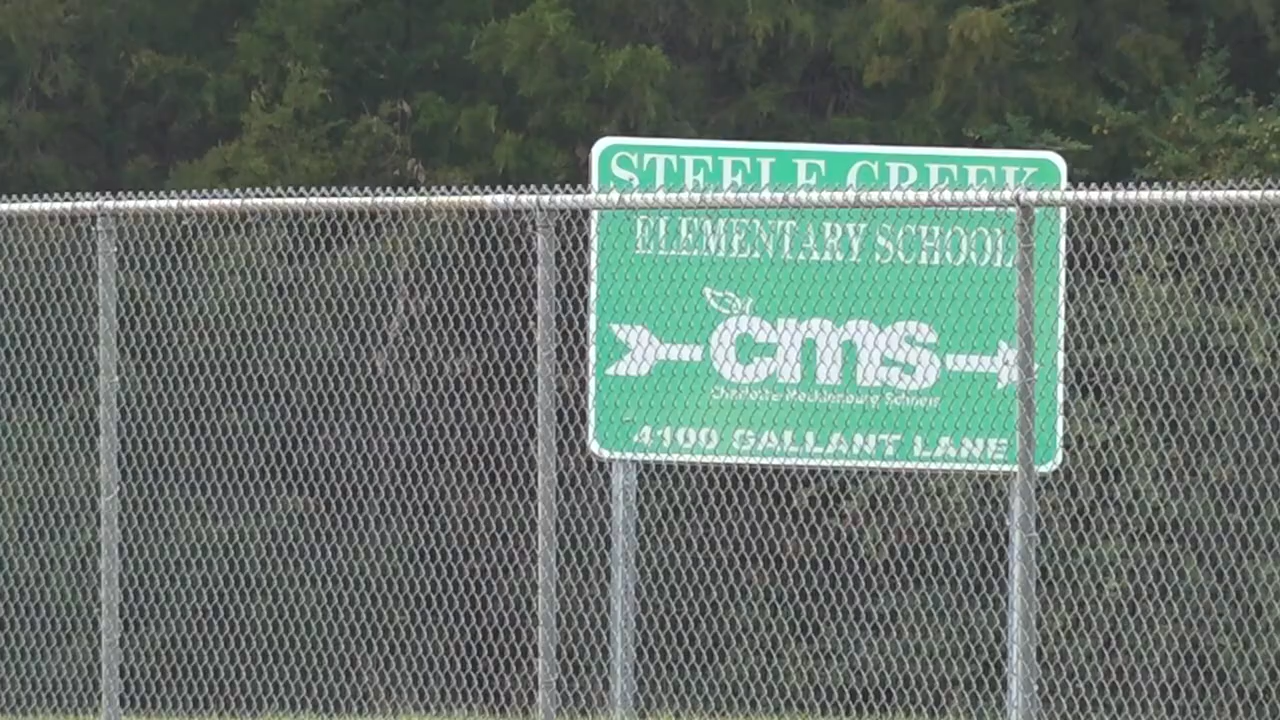 STEELE CREEK
ELEMENTARY SCHOOL
cms
Charlotte-Mecklenburg Schools
4100 GALLANT LANE